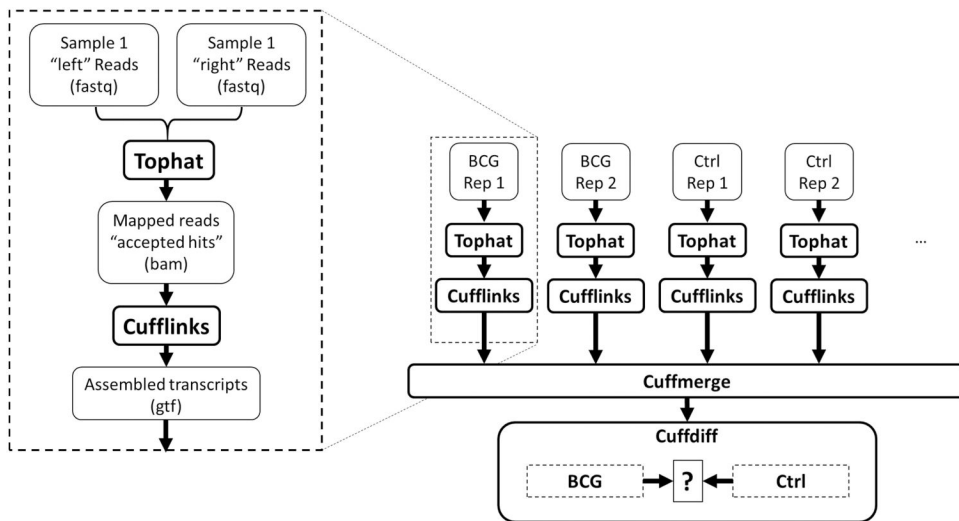 Sample 1
“left” Reads
(fastq)
Sample 1
“right” Reads
(fastq)
Tophat
Mapped reads
“accepted hits”
(bam)
Cufflinks
Assembled transcripts
(gtf)
BCG
Rep 1
BCG
Rep 2
Ctrl
Rep 1
Ctrl
Rep 2
Tophat
Tophat
Tophat
Tophat
...
Cufflinks
Cufflinks
Cufflinks
Cufflinks
Cuffmerge
Cuffdiff
BCG
?
Ctrl